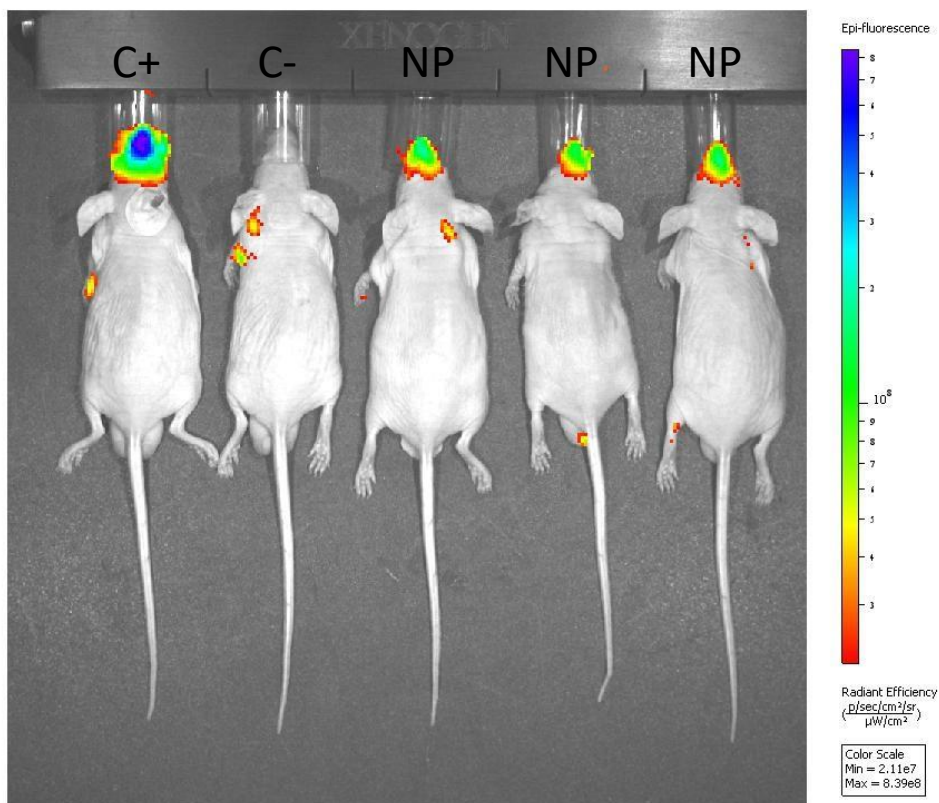 Epi-fluorescence
C+ C- NP NP NP
8
7
6
5
4
3
2
10⁸
9
8
7
6
5
4
3
Radiant Efficiency
(p/sec/cm²/sr
µW/cm²)
Color Scale
Min = 2.11e7
Max = 8.39e8